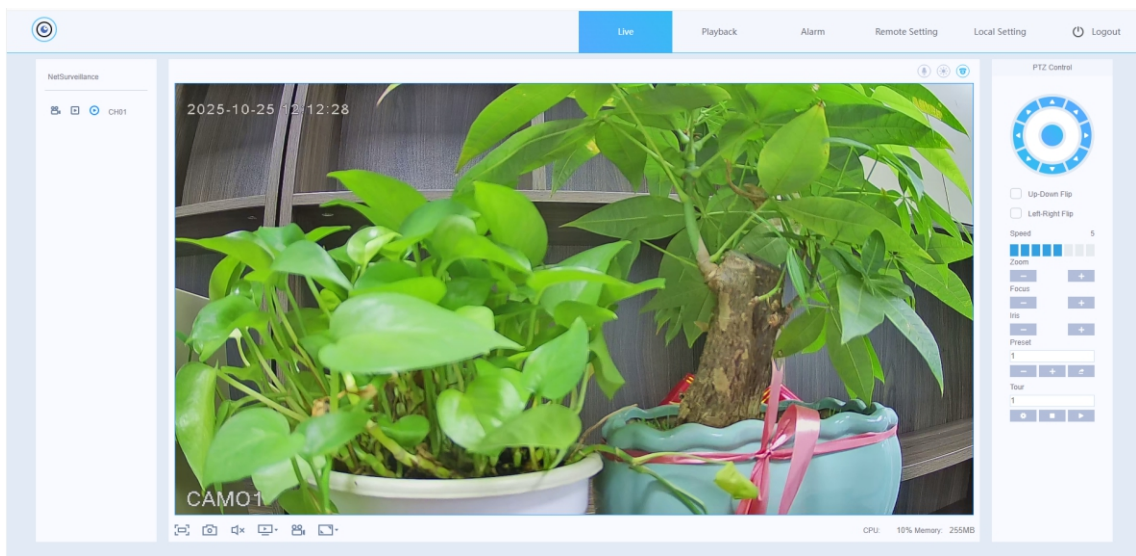 Live
Playback
Alarm
Remote Setting
Local Setting
Logout
NetSurveillance
CH01
2025-10-25 12:12:28
CAM01
CPU: 10% Memory: 255MB
PTZ Control
Up-Down Flip
Left-Right Flip
Speed 5
Zoom
Focus
Iris
Preset
1
Tour
1